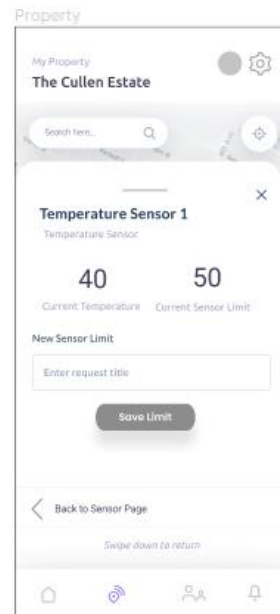 Property
My Property
The Cullen Estate
Search here..
Temperature Sensor 1
Temperature Sensor
40 50
Current Temperature Current Sensor Limit
New Sensor Limit
Enter request title
Save Limit
Back to Sensor Page
Swipe down to return